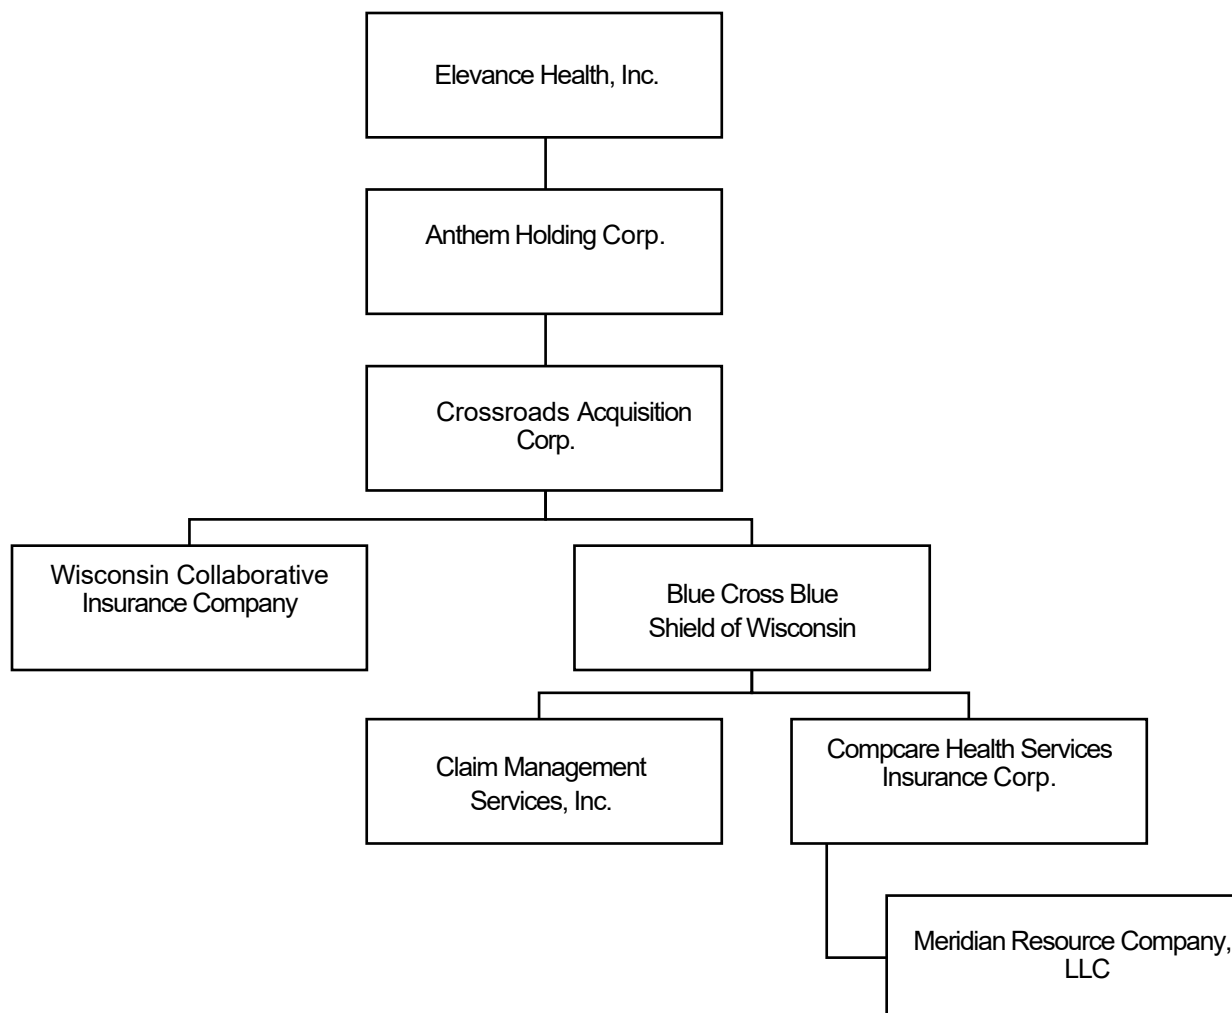 Elevance Health, Inc.
Anthem Holding Corp.
Crossroads Acquisition
Corp.
Wisconsin Collaborative
Insurance Company
Blue Cross Blue
Shield of Wisconsin
Claim Management
Services, Inc.
Compcare Health Services
Insurance Corp.
Meridian Resource Company,
LLC